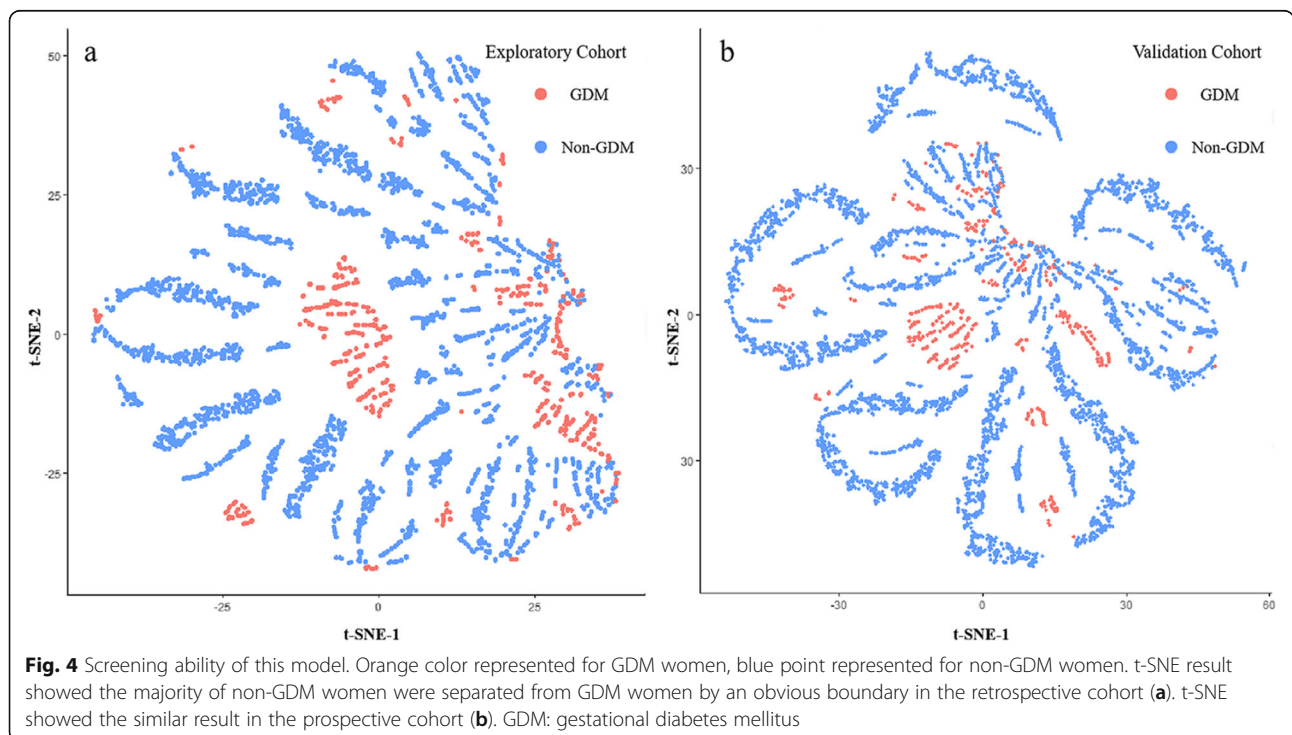 a
Exploratory Cohort
GDM
Non-GDM
50
25
0
-25
-25
0
25
t-SNE-2
t-SNE-1
b
Validation Cohort
GDM
Non-GDM
30
0
30
-30
0
30
60
t-SNE-2
t-SNE-1
Fig. 4 Screening ability of this model. Orange color represented for GDM women, blue point represented for non-GDM women. t-SNE result
showed the majority of non-GDM women were separated from GDM women by an obvious boundary in the retrospective cohort (a). t-SNE
showed the similar result in the prospective cohort (b). GDM: gestational diabetes mellitus